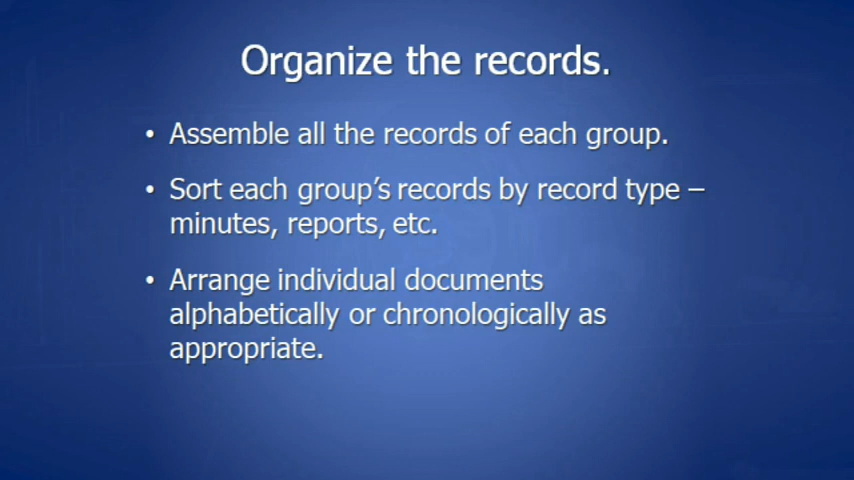 Organize the records.
• Assemble all the records of each group.
• Sort each group’s records by record type –
minutes, reports, etc.
• Arrange individual documents
alphabetically or chronologically as
appropriate.